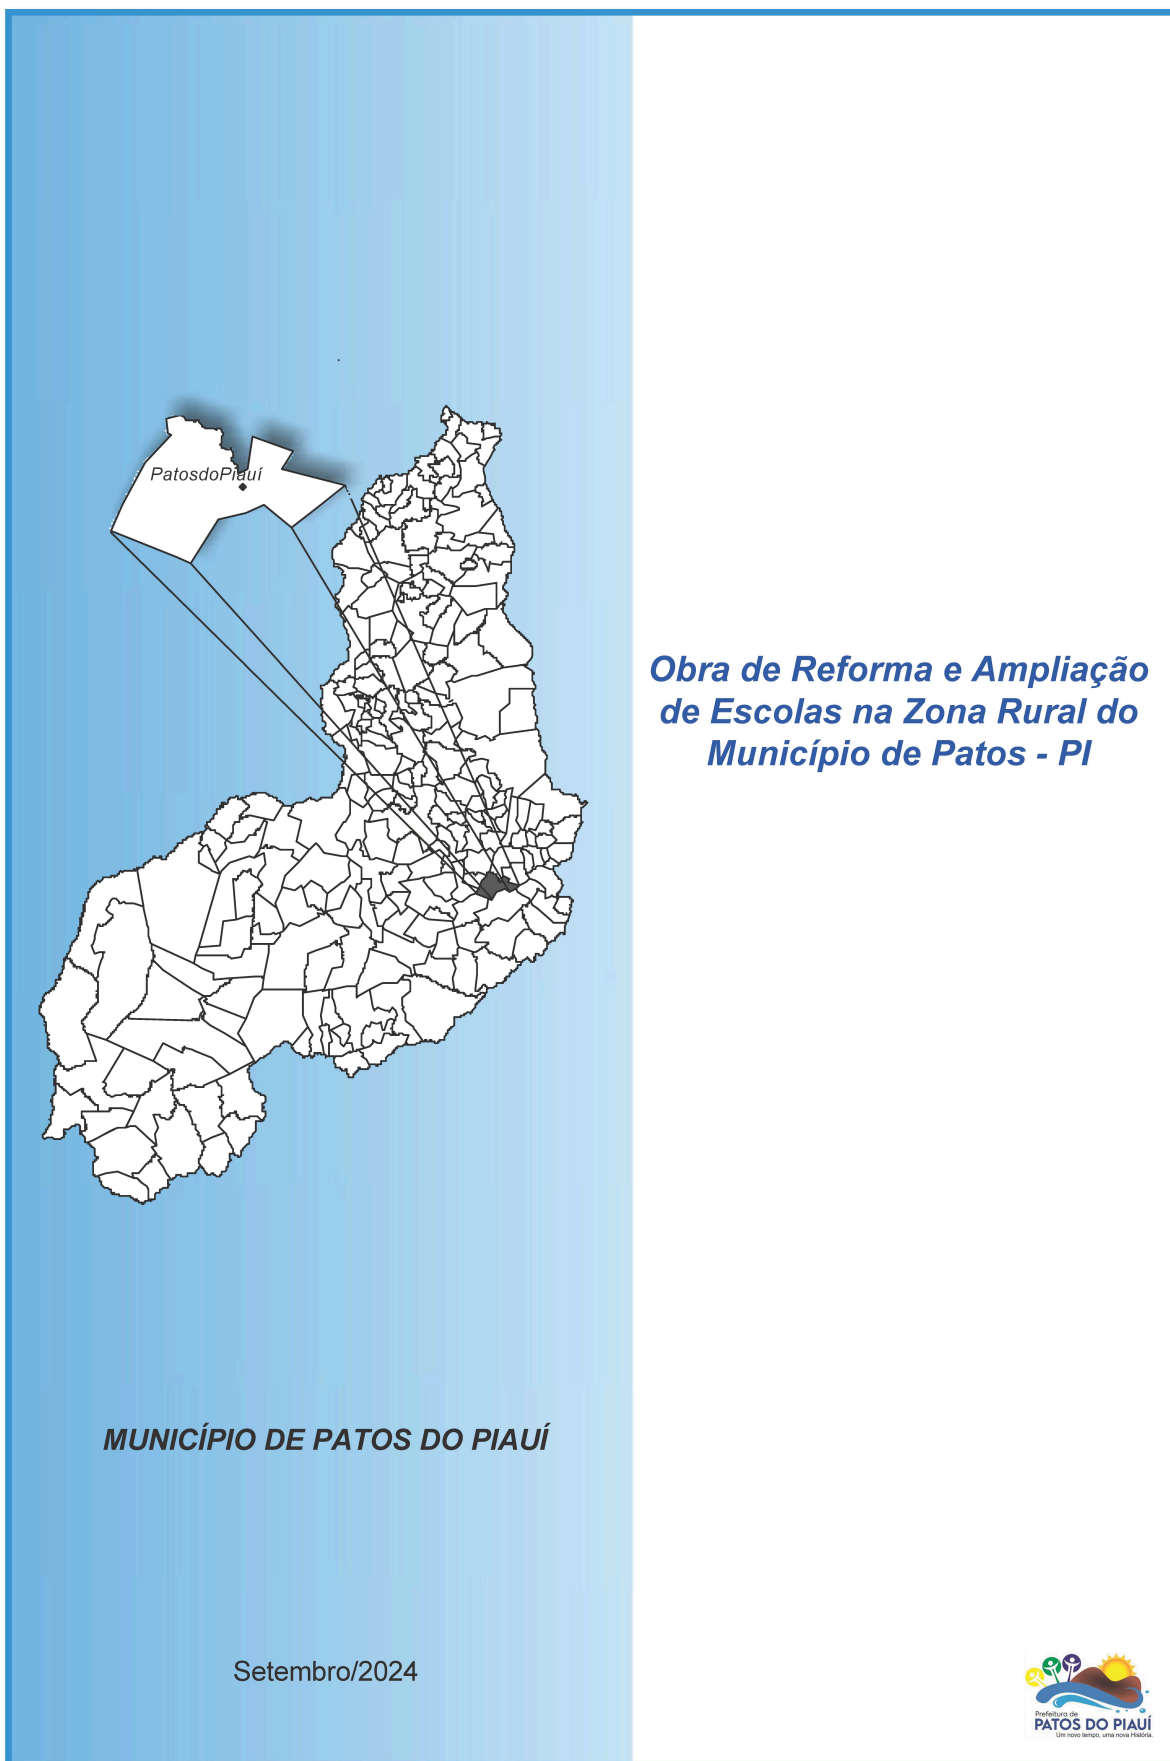 PatosdoPiauí
Obra de Reforma e Ampliação
de Escolas na Zona Rural do
Município de Patos - PI
MUNICÍPIO DE PATOS DO PIAUÍ
Setembro/2024
Prefeitura de
PATOS DO PIAUÍ
Um novo tempo, uma nova História.